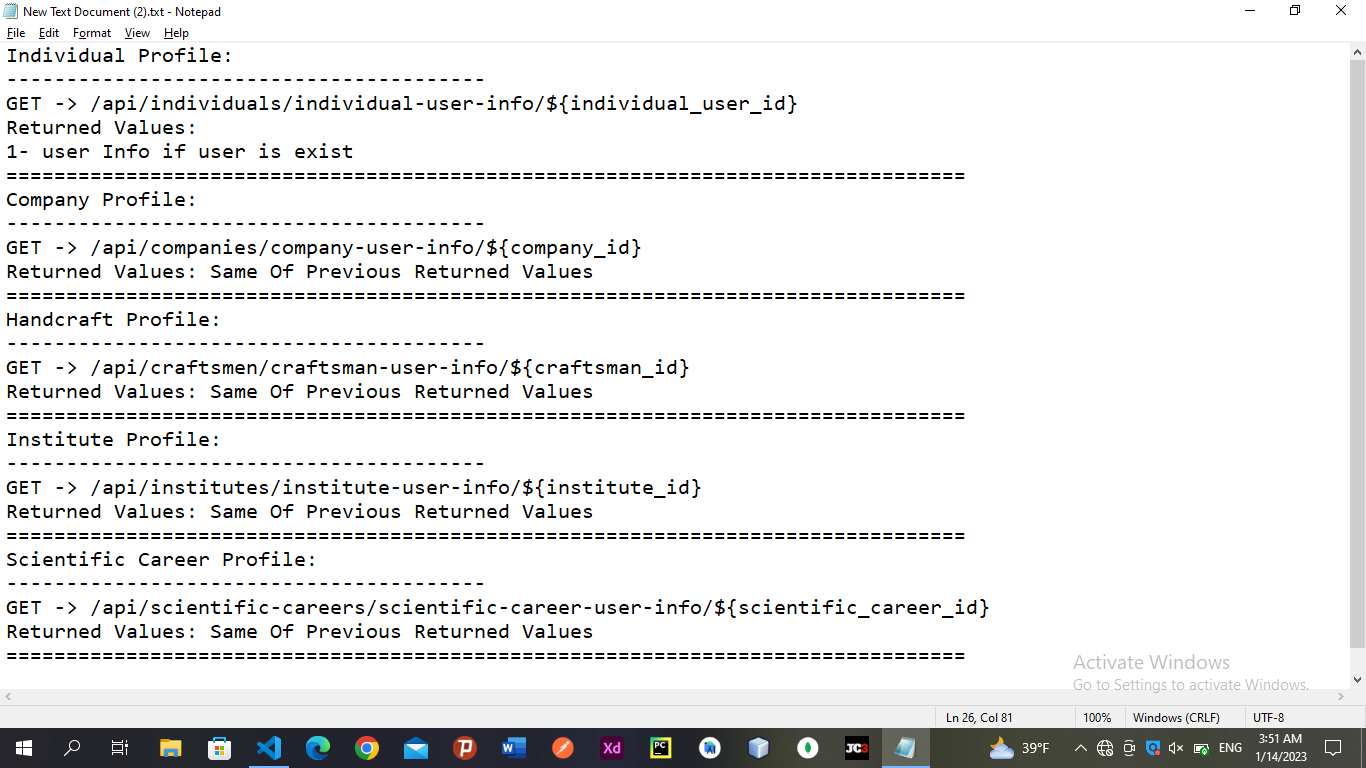 New Text Document (2).txt - Notepad
File Edit Format View Help
Individual Profile:
----------------------------------------
GET -> /api/individuals/individual-user-info/${individual_user_id}
Returned Values:
1- user Info if user is exist
================================================================================
Company Profile:
----------------------------------------
GET -> /api/companies/company-user-info/${company_id}
Returned Values: Same Of Previous Returned Values
================================================================================
Handcraft Profile:
----------------------------------------
GET -> /api/craftsmen/craftsman-user-info/${craftsman_id}
Returned Values: Same Of Previous Returned Values
================================================================================
Institute Profile:
----------------------------------------
GET -> /api/institutes/institute-user-info/${institute_id}
Returned Values: Same Of Previous Returned Values
================================================================================
Scientific Career Profile:
----------------------------------------
GET -> /api/scientific-careers/scientific-career-user-info/${scientific_career_id}
Returned Values: Same Of Previous Returned Values
================================================================================
Activate Windows
Go to Settings to activate Windows.
Ln 26, Col 81 100% Windows (CRLF) UTF-8
W Xd PC JC3 39°F ENG 3:51 AM
1/14/2023